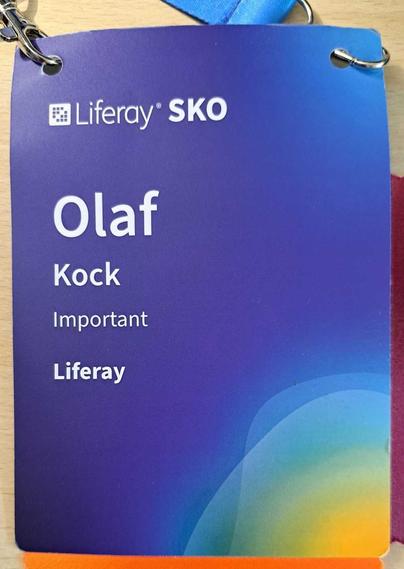 Liferay® SKO
Olaf
Kock
Important
Liferay